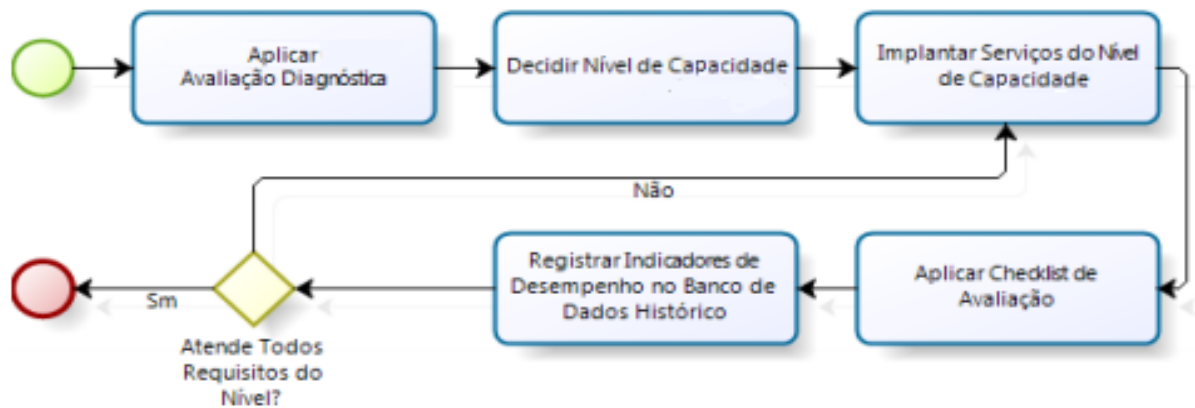 Aplicar
Avaliação Diagnóstica
Decidir Nível de Capacidade
Implantar Serviços do Nível
de Capacidade
Não
Sm
Atende Todos
Requisitos do
Nível?
Registrar Indicadores de
Desempenho no Banco de
Dados Histórico
Aplicar Checklist de
Avaliação